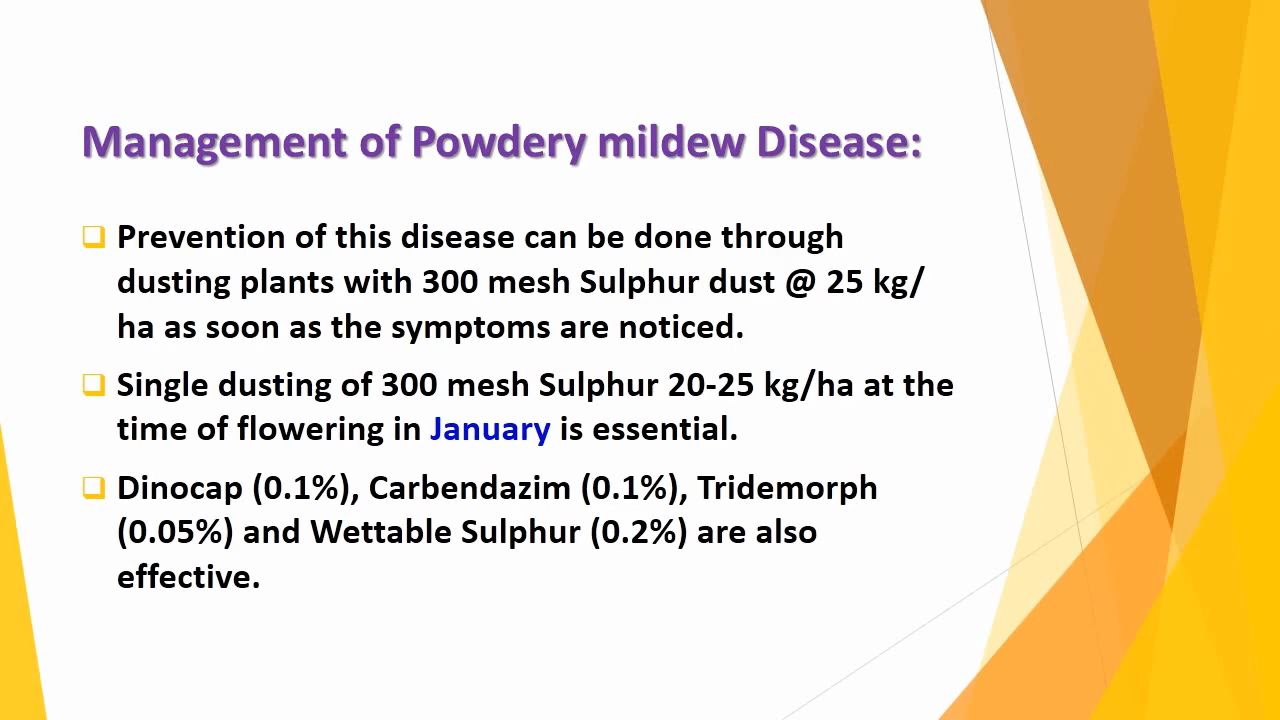 Management of Powdery mildew Disease:
Prevention of this disease can be done through
dusting plants with 300 mesh Sulphur dust @ 25 kg/
ha as soon as the symptoms are noticed.
Single dusting of 300 mesh Sulphur 20-25 kg/ha at the
time of flowering in January is essential.
Dinocap (0.1%), Carbendazim (0.1%), Tridemorph
(0.05%) and Wettable Sulphur (0.2%) are also
effective.